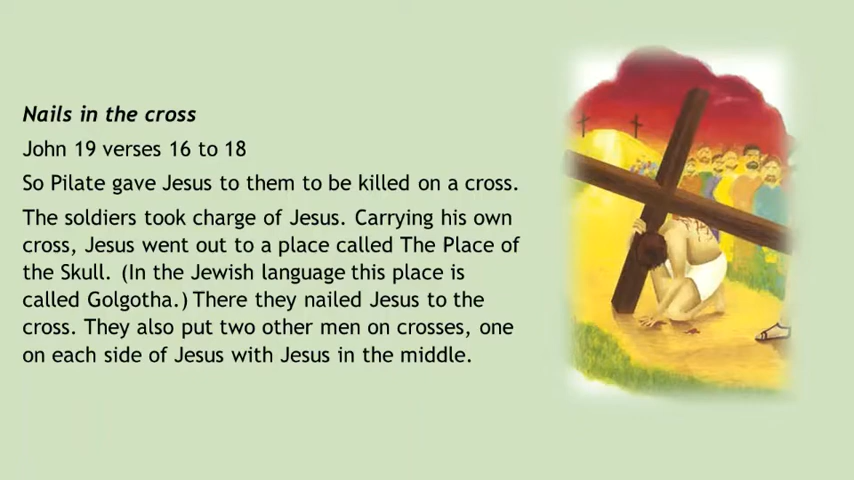 Nails in the cross
John 19 verses 16 to 18
So Pilate gave Jesus to them to be killed on a cross.
The soldiers took charge of Jesus. Carrying his own
cross, Jesus went out to a place called The Place of
the Skull. (In the Jewish language this place is
called Golgotha.) There they nailed Jesus to the
cross. They also put two other men on crosses, one
on each side of Jesus with Jesus in the middle.